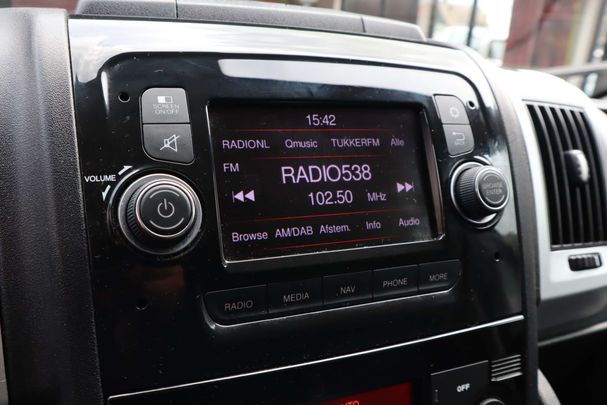 SCREEN ON/OFF
15:42
RADIONL Qmusic TUKKERFM Alle
FM
RADIO538
102.50 MHz
VOLUME
BROWSE ENTER
Browse AM/DAB Afstem. Info Audio
RADIO MEDIA NAV PHONE MORE
OFF
AUTO